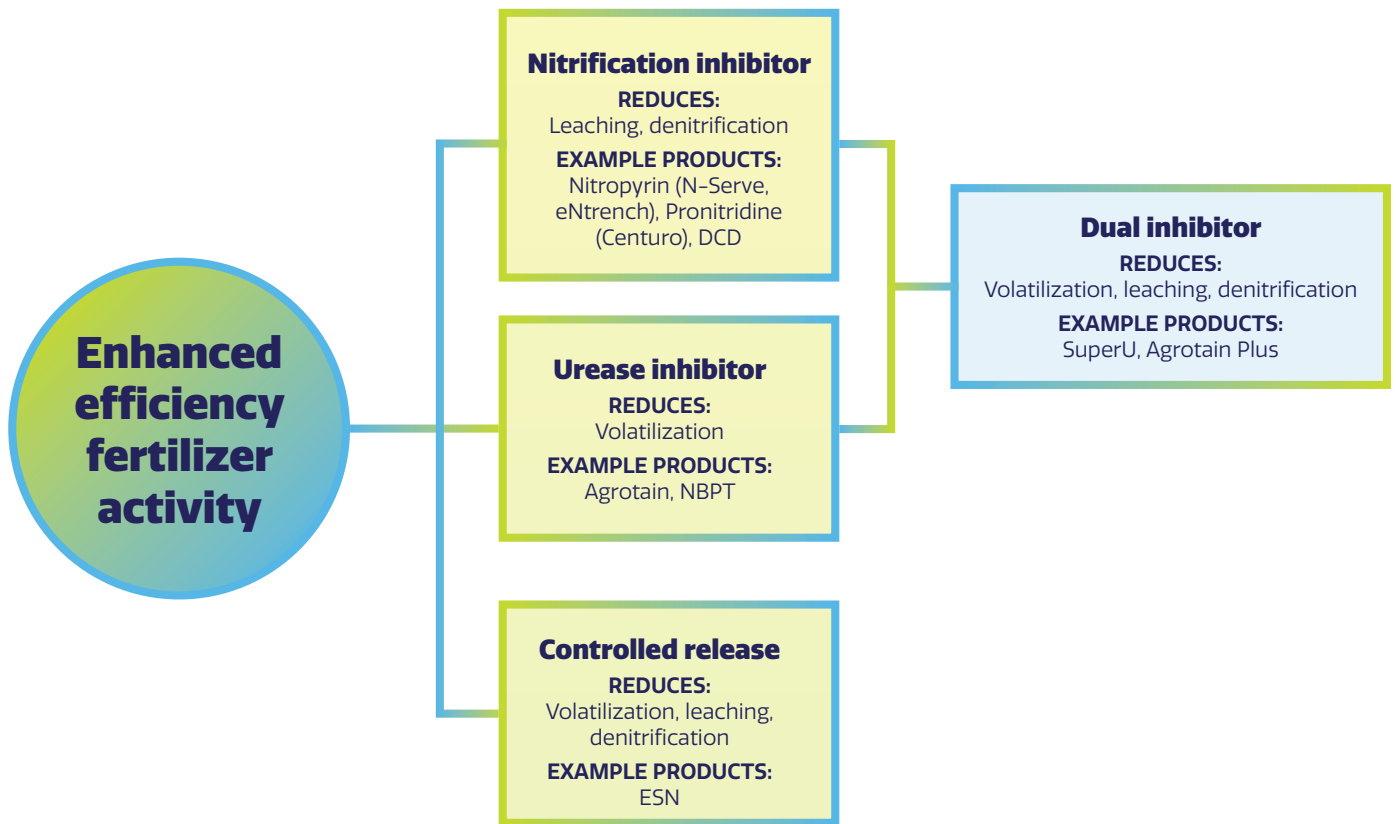 Enhanced
efficiency
fertilizer
activity
Nitrification inhibitor
REDUCES:
Leaching, denitrification
EXAMPLE PRODUCTS:
Nitropyrin (N-Serve,
eNtrench), Pronitridine
(Centuro), DCD
Urease inhibitor
REDUCES:
Volatilization
EXAMPLE PRODUCTS:
Agrotain, NBPT
Controlled release
REDUCES:
Volatilization, leaching,
denitrification
EXAMPLE PRODUCTS:
ESN
Dual inhibitor
REDUCES:
Volatilization, leaching, denitrification
EXAMPLE PRODUCTS:
SuperU, Agrotain Plus